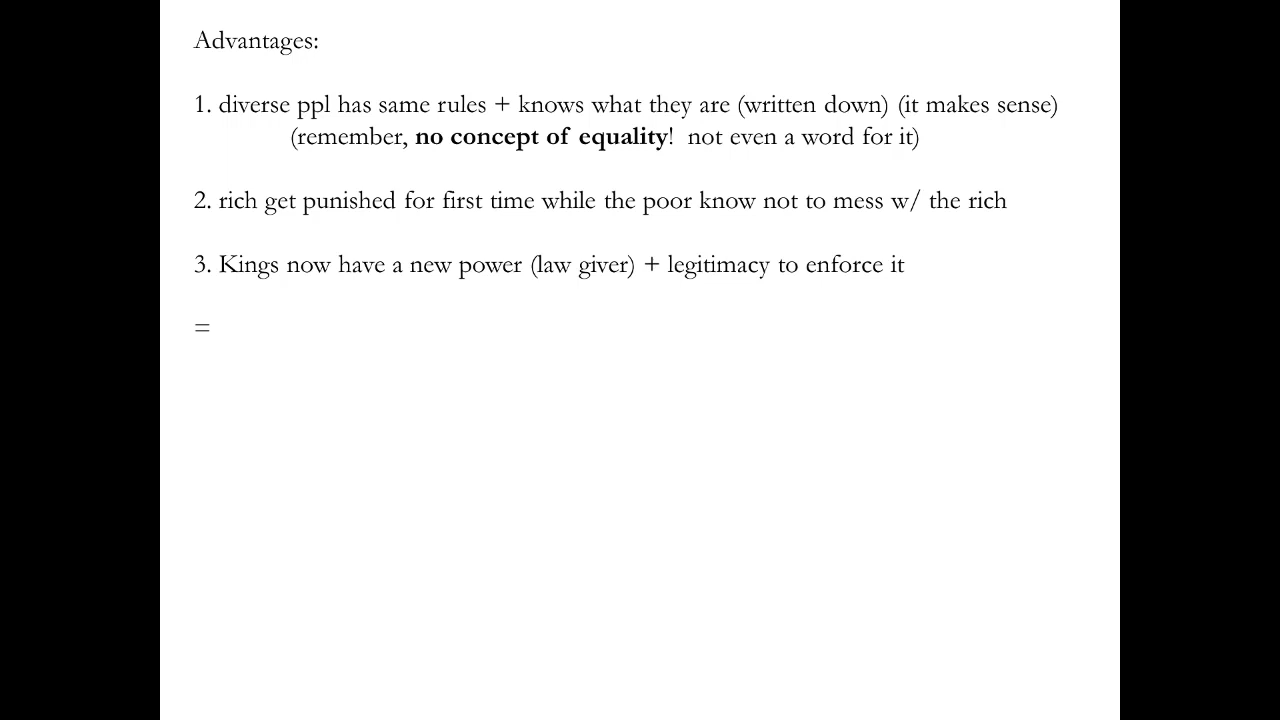 Advantages:
1. diverse ppl has same rules + knows what they are (written down) (it makes sense)
(remember, no concept of equality!  not even a word for it)
2. rich get punished for first time while the poor know not to mess w/ the rich
3. Kings now have a new power (law giver) + legitimacy to enforce it
=